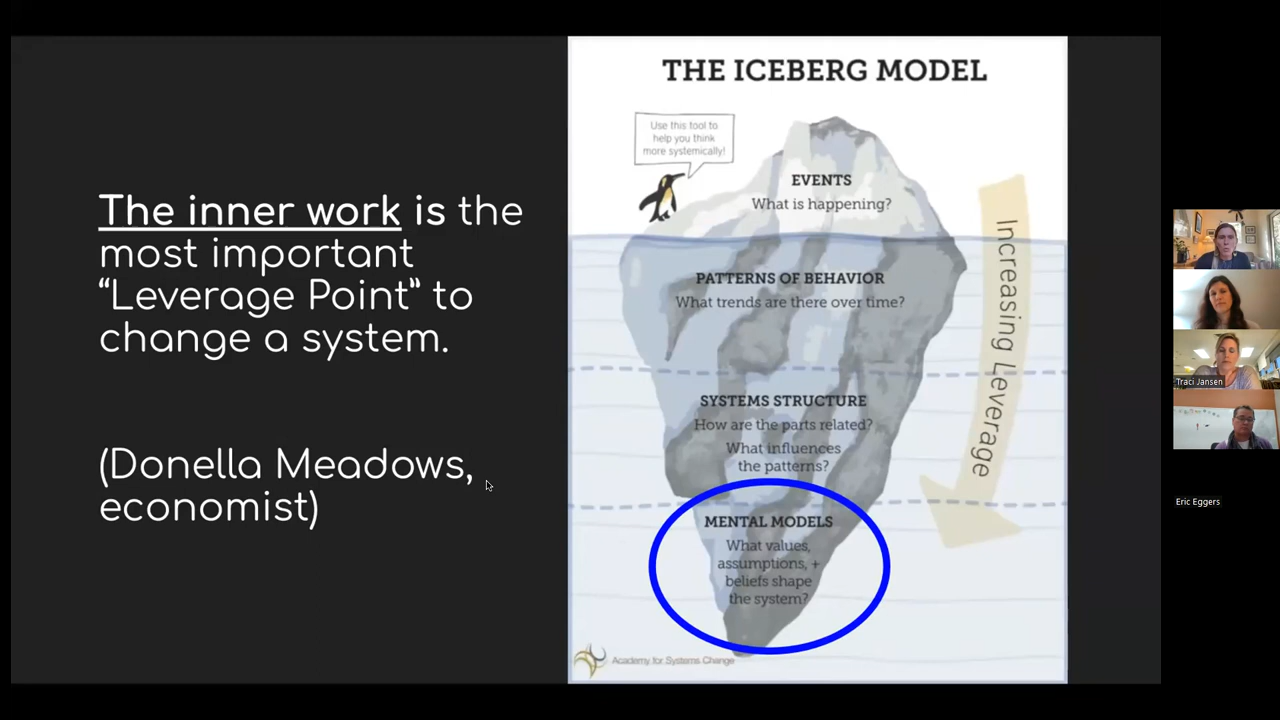 The inner work is the
most important
“Leverage Point” to
change a system.
(Donella Meadows,
economist)
THE ICEBERG MODEL
Use this tool to
help you think
more systemically!
EVENTS
What is happening?
PATTERNS OF BEHAVIOR
What trends are there over time?
SYSTEMS STRUCTURE
How are the parts related?
What influences
the patterns?
MENTAL MODELS
What values,
assumptions, +
beliefs shape
the system?
Increasing Leverage
Academy for Systems Change
Traci Jansen
Eric Eggers